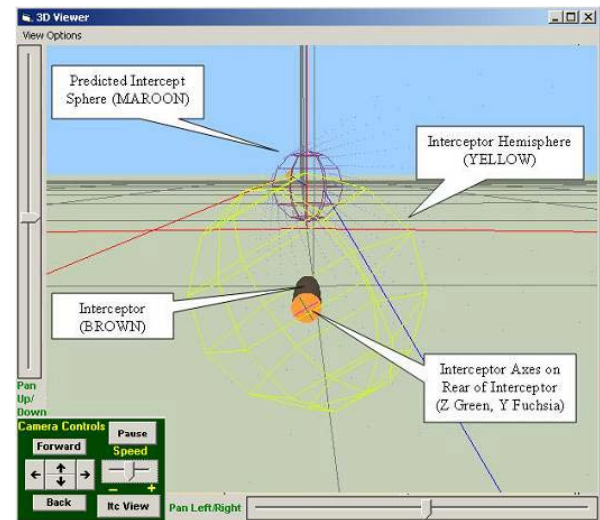 3D Viewer
View Options
Predicted Intercept
Sphere (MAROON)
Interceptor Hemisphere
(YELLOW)
Interceptor
(BROWN)
Interceptor Axes on
Rear of Interceptor
(Z Green, Y Fuchsia)
Pan
Up/
Down
Camera Controls
Pause
Forward
Speed
- +
Back
Itc View
Pan Left/Right